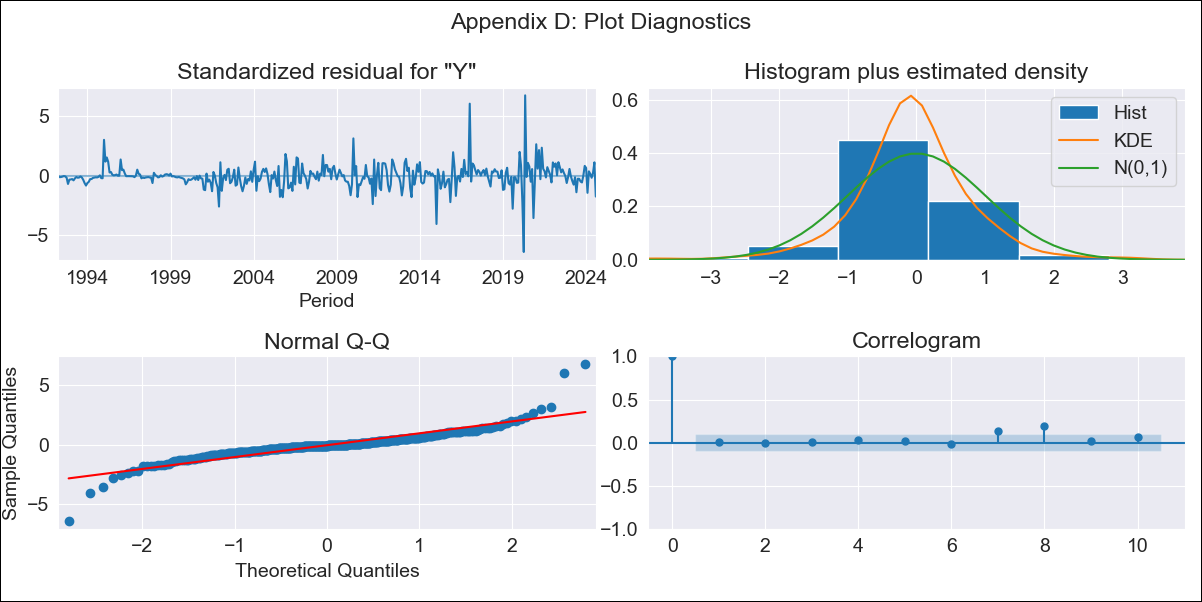 Appendix D: Plot Diagnostics
Standardized residual for "Y"
5
0
−5
1994 1999 2004 2009 2014 2019 2024
Period
Histogram plus estimated density
0.6
0.4
0.2
0.0
−3 −2 −1 0 1 2 3
Hist
KDE
N(0,1)
Normal Q-Q
Sample Quantiles
5
0
−5
−2 −1 0 1 2
Theoretical Quantiles
Correlogram
1.0
0.5
0.0
−0.5
−1.0
0 2 4 6 8 10